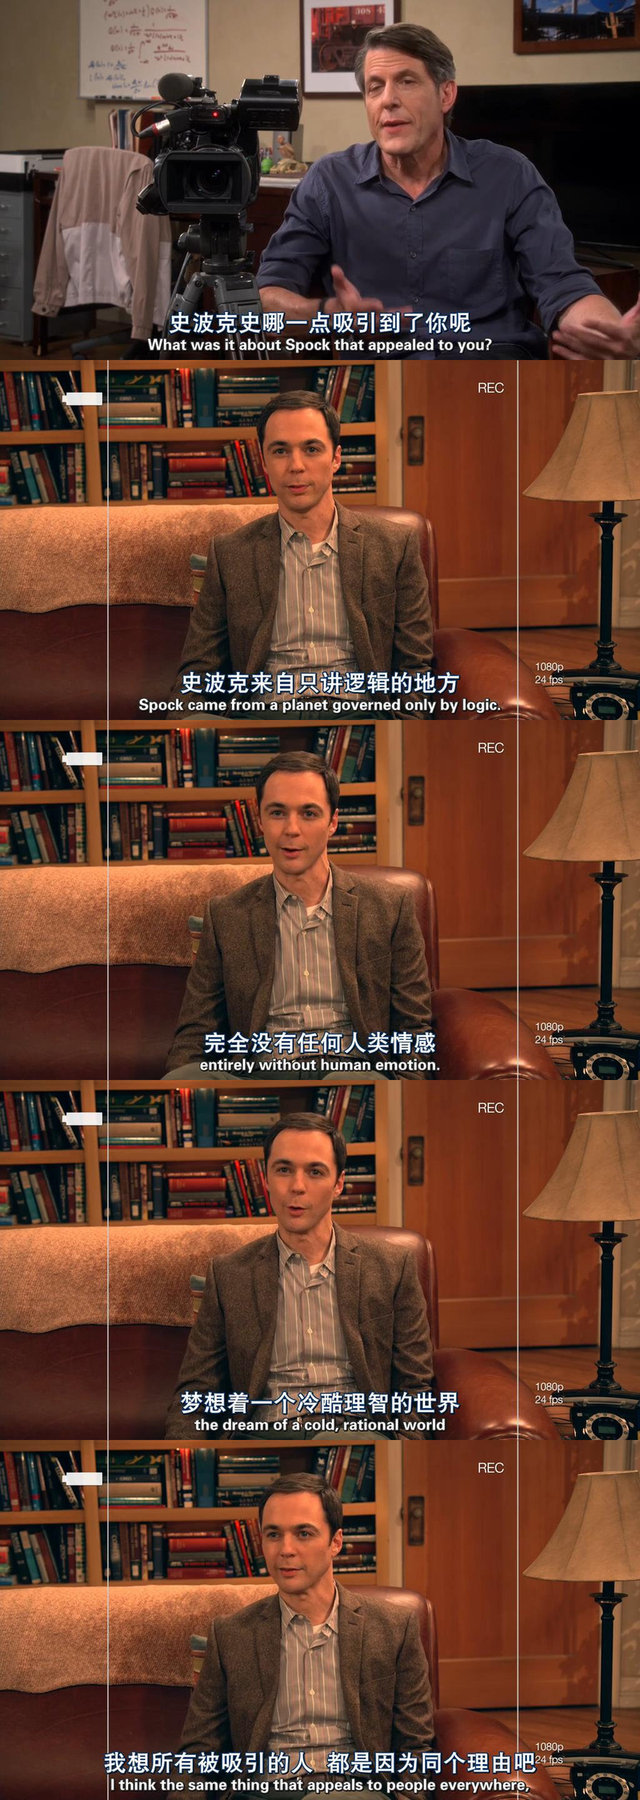 史波克史哪一点吸引到了你呢
What was it about Spock that appealed to you?
REC
1080p
24 fps
史波克来自只讲逻辑的地方
Spock came from a planet governed only by logic.
REC
1080p
24 fps
完全没有任何人类情感
entirely without human emotion.
REC
1080p
24 fps
梦想着一个冷酷理智的世界
the dream of a cold, rational world
REC
1080p
24 fps
我想所有被吸引的人 都是因为同个理由吧
I think the same thing that appeals to people everywhere,